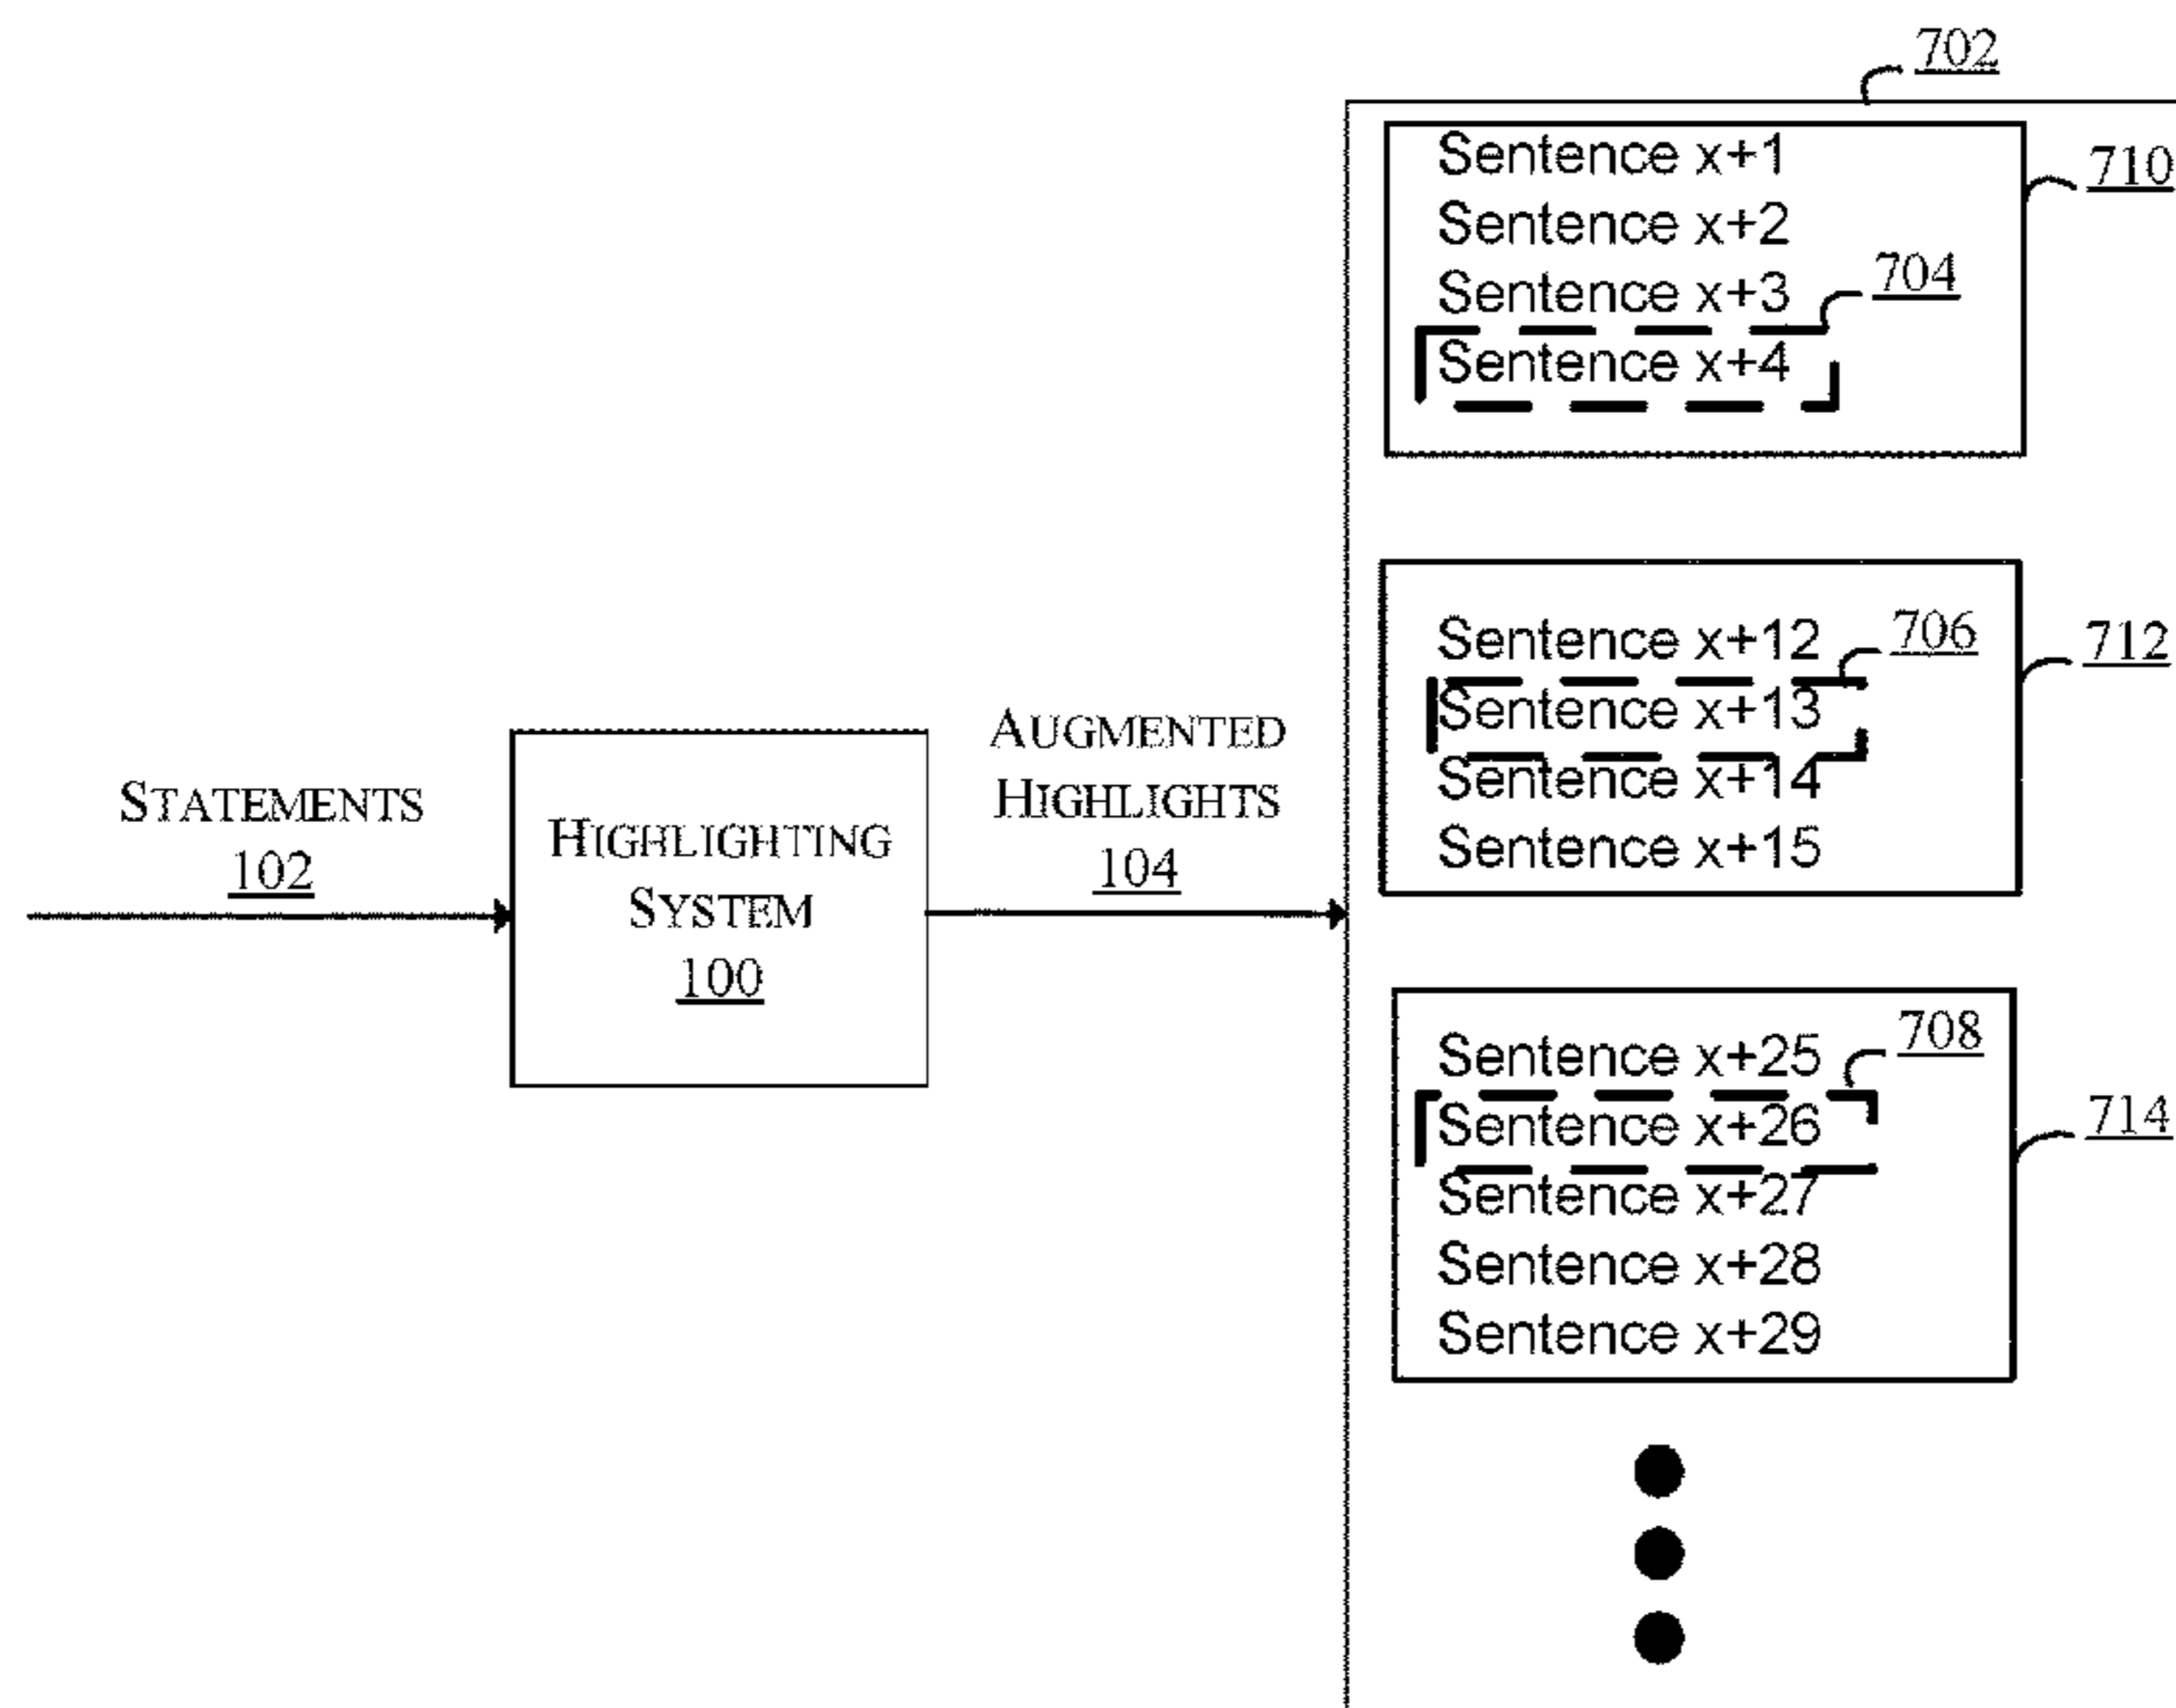 702
Sentence x+1
710
Sentence x+2
Sentence x+3
704
Sentence x+4
Sentence x+12
706
712
Sentence x+13
Sentence x+14
Sentence x+15
STATEMENTS
102
HIGHLIGHTING
SYSTEM
100
AUGMENTED
HIGHLIGHTS
104
Sentence x+25
708
Sentence x+26
714
Sentence x+27
Sentence x+28
Sentence x+29